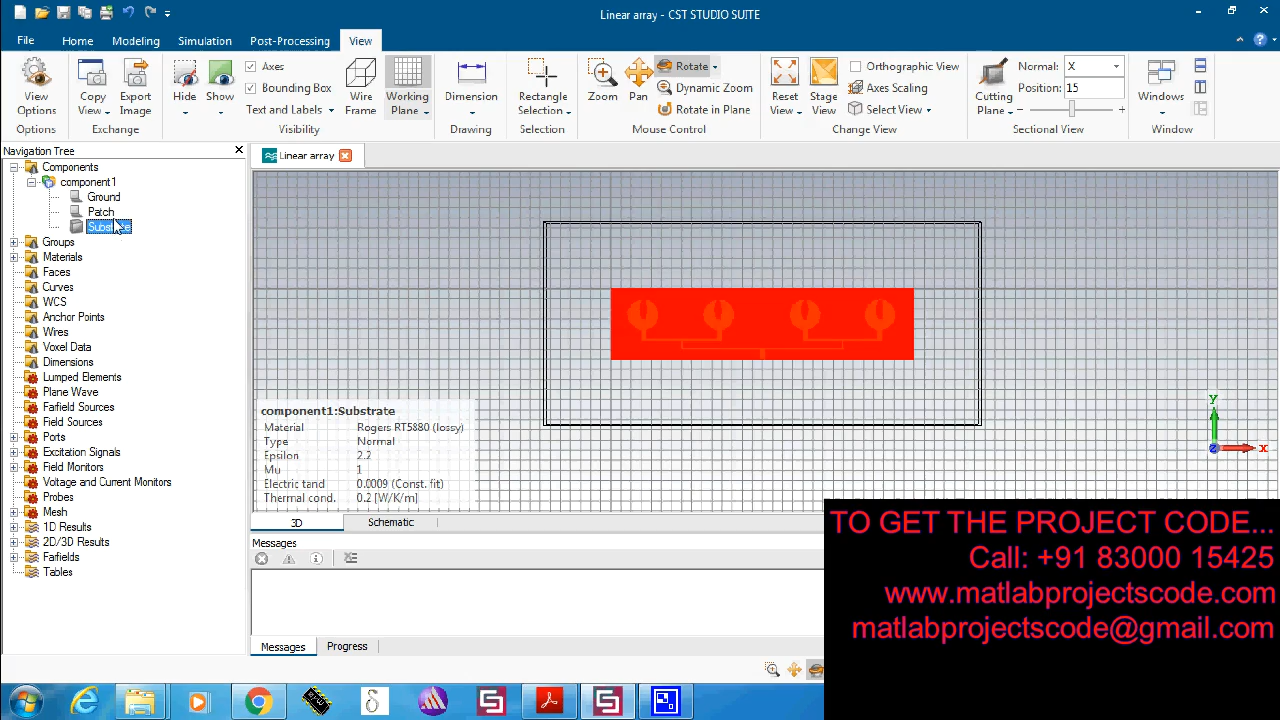 Linear array - CST STUDIO SUITE
File Home Modeling Simulation Post-Processing View
View Options
Options
Copy View
Export Image
Exchange
Hide
Show
Axes
Bounding Box
Text and Labels
Visibility
Wire Frame
Working Plane
Dimension
Drawing
Rectangle Selection
Selection
Zoom
Pan
Rotate
Dynamic Zoom
Rotate in Plane
Mouse Control
Reset View
Stage View
Orthographic View
Axes Scaling
Select View
Change View
Cutting Plane
Normal: X
Position: 15
Sectional View
Windows
Window
Navigation Tree
Linear array
Components
component1
Ground
Patch
Groups
Materials
Faces
Curves
WCS
Anchor Points
Wires
Voxel Data
Dimensions
Lumped Elements
Plane Wave
Farfield Sources
Field Sources
Ports
Excitation Signals
Field Monitors
Voltage and Current Monitors
Probes
Mesh
1D Results
2D/3D Results
Farfields
Tables
component1:Substrate
Material Rogers RT5880 (lossy)
Type Normal
Epsilon 2.2
Mu 1
Electric tand 0.0009 (Const. fit)
Thermal cond. 0.2 [W/K/m]
Y
Z
X
3D Schematic
Messages
Messages Progress
TO GET THE PROJECT CODE...
Call: +91 83000 15425
www.matlabprojectscode.com
matlabprojectscode@gmail.com